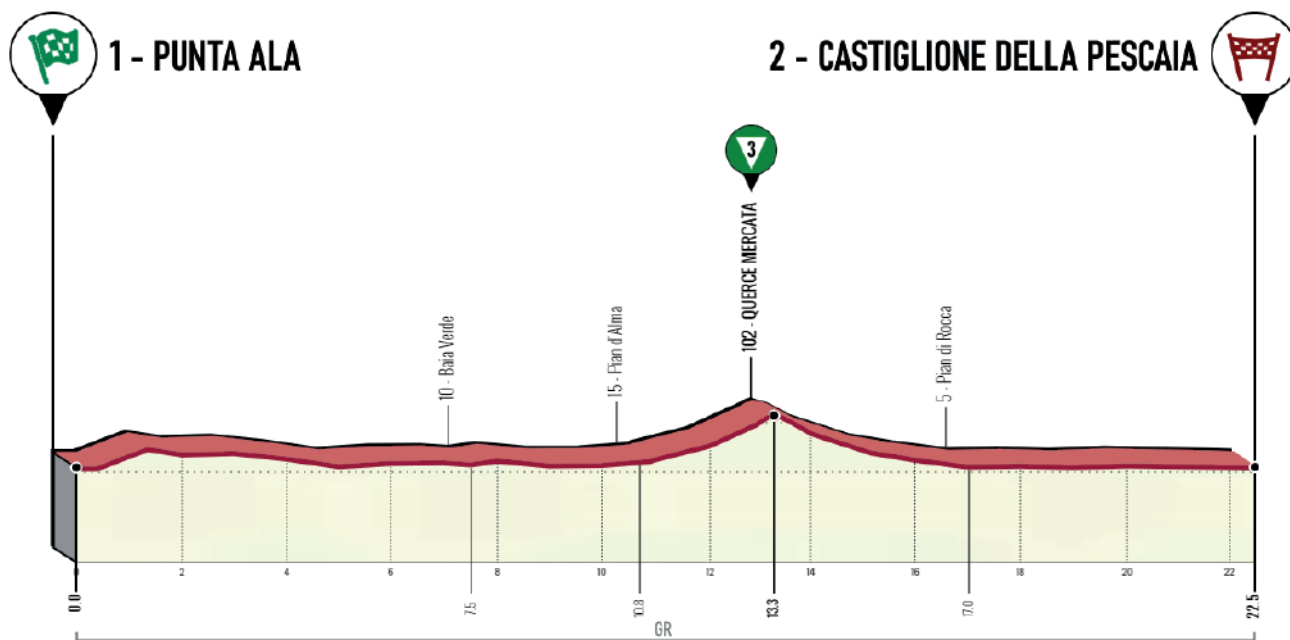 1 - PUNTA ALA
2 - CASTIGLIONE DELLA PESCAIA
3
10 - Baia Verde
15 - Pian d'Alma
102 - QUERCE MERCATA
5 - Pian di Rocca
0 2 4 6 8 10 12 14 16 18 20 22
0.0 7.5 10.8 13.3 17.0 22.5
GR